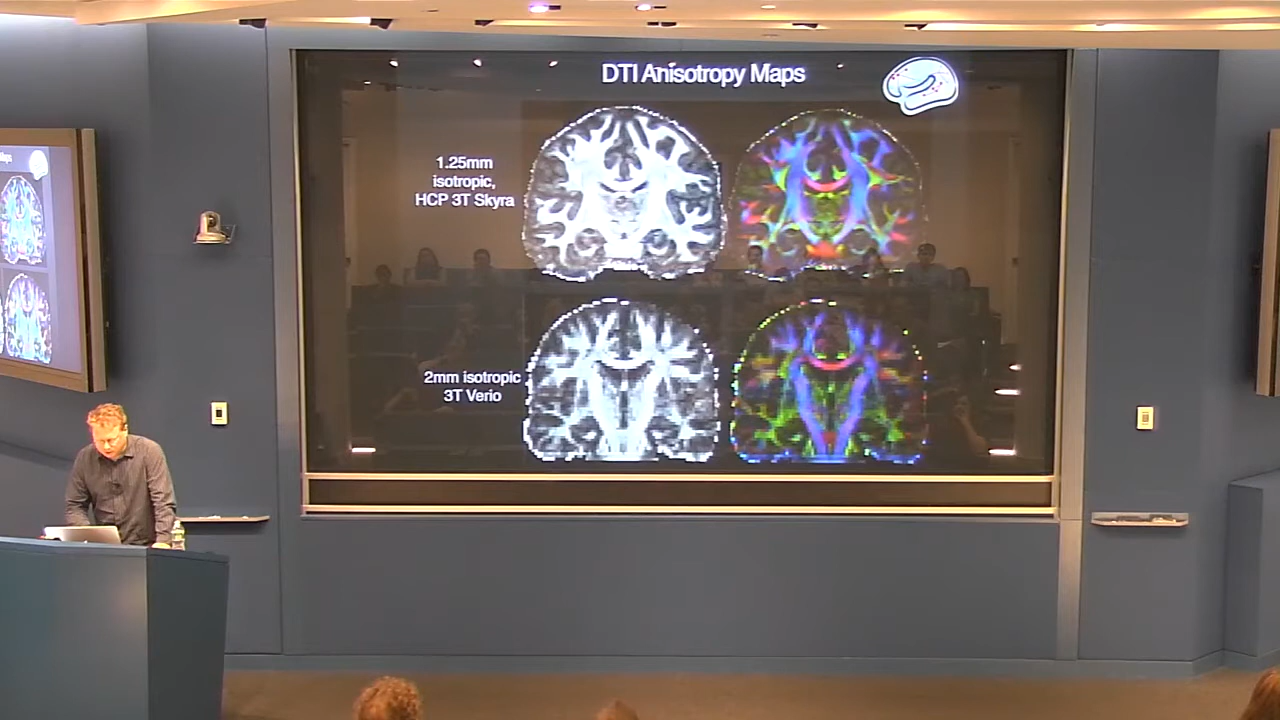 DTI Anisotropy Maps
1.25mm
isotropic,
HCP 3T Skyra
2mm isotropic
3T Verio